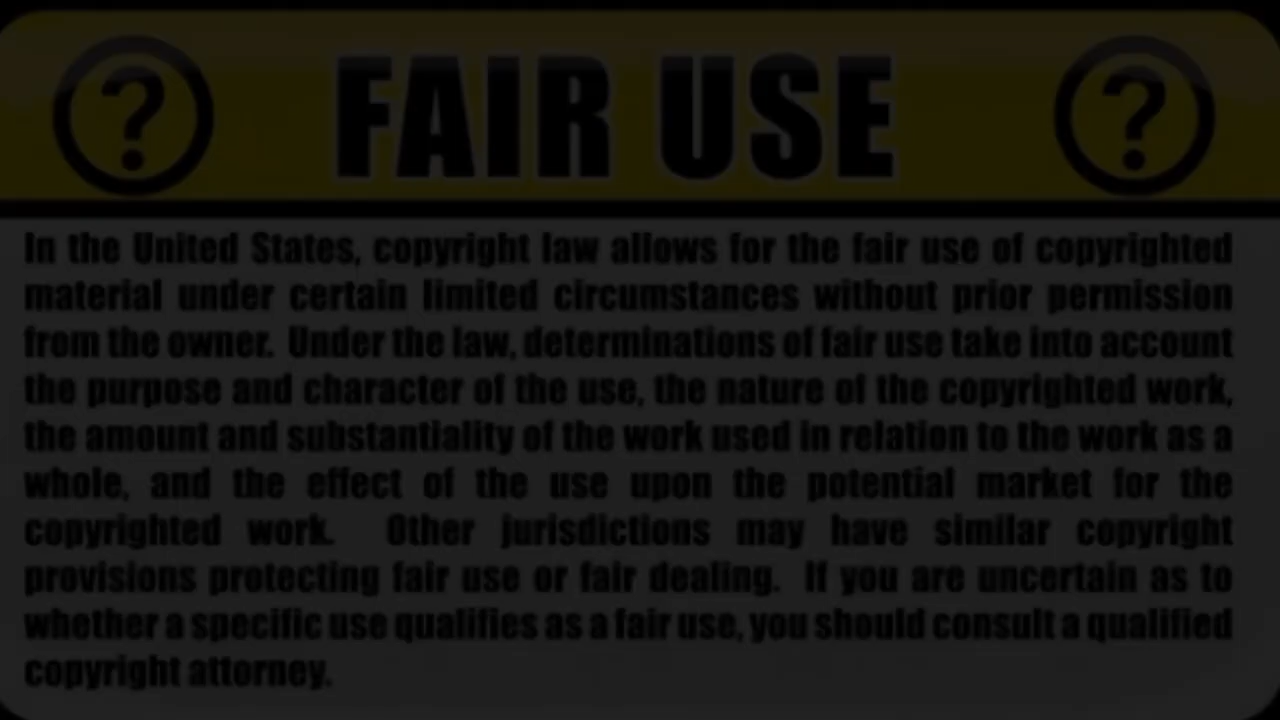 ? FAIR USE ?
In the United States, copyright law allows for the fair use of copyrighted
material under certain limited circumstances without prior permission
from the owner. Under the law, determinations of fair use take into account
the purpose and character of the use, the nature of the copyrighted work,
the amount and substantiality of the work used in relation to the work as a
whole, and the effect of the use upon the potential market for the
copyrighted work. Other jurisdictions may have similar copyright
provisions protecting fair use or fair dealing. If you are uncertain as to
whether a specific use qualifies as a fair use, you should consult a qualified
copyright attorney.